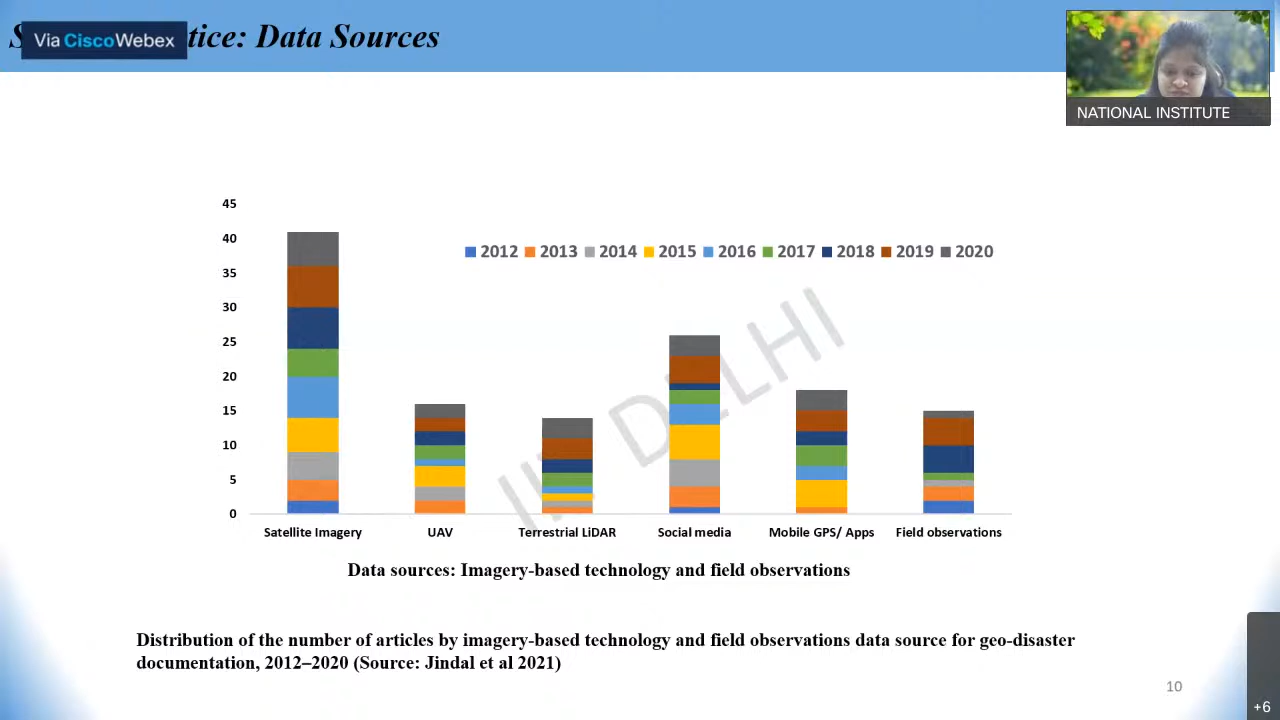 Via CiscoWebex
tice: Data Sources
NATIONAL INSTITUTE
45
40
35
30
25
20
15
10
5
0
2012 2013 2014 2015 2016 2017 2018 2019 2020
IIT DELHI
Satellite Imagery UAV Terrestrial LiDAR Social media Mobile GPS/ Apps Field observations
Data sources: Imagery-based technology and field observations
Distribution of the number of articles by imagery-based technology and field observations data source for geo-disaster
documentation, 2012–2020 (Source: Jindal et al 2021)
10
+6